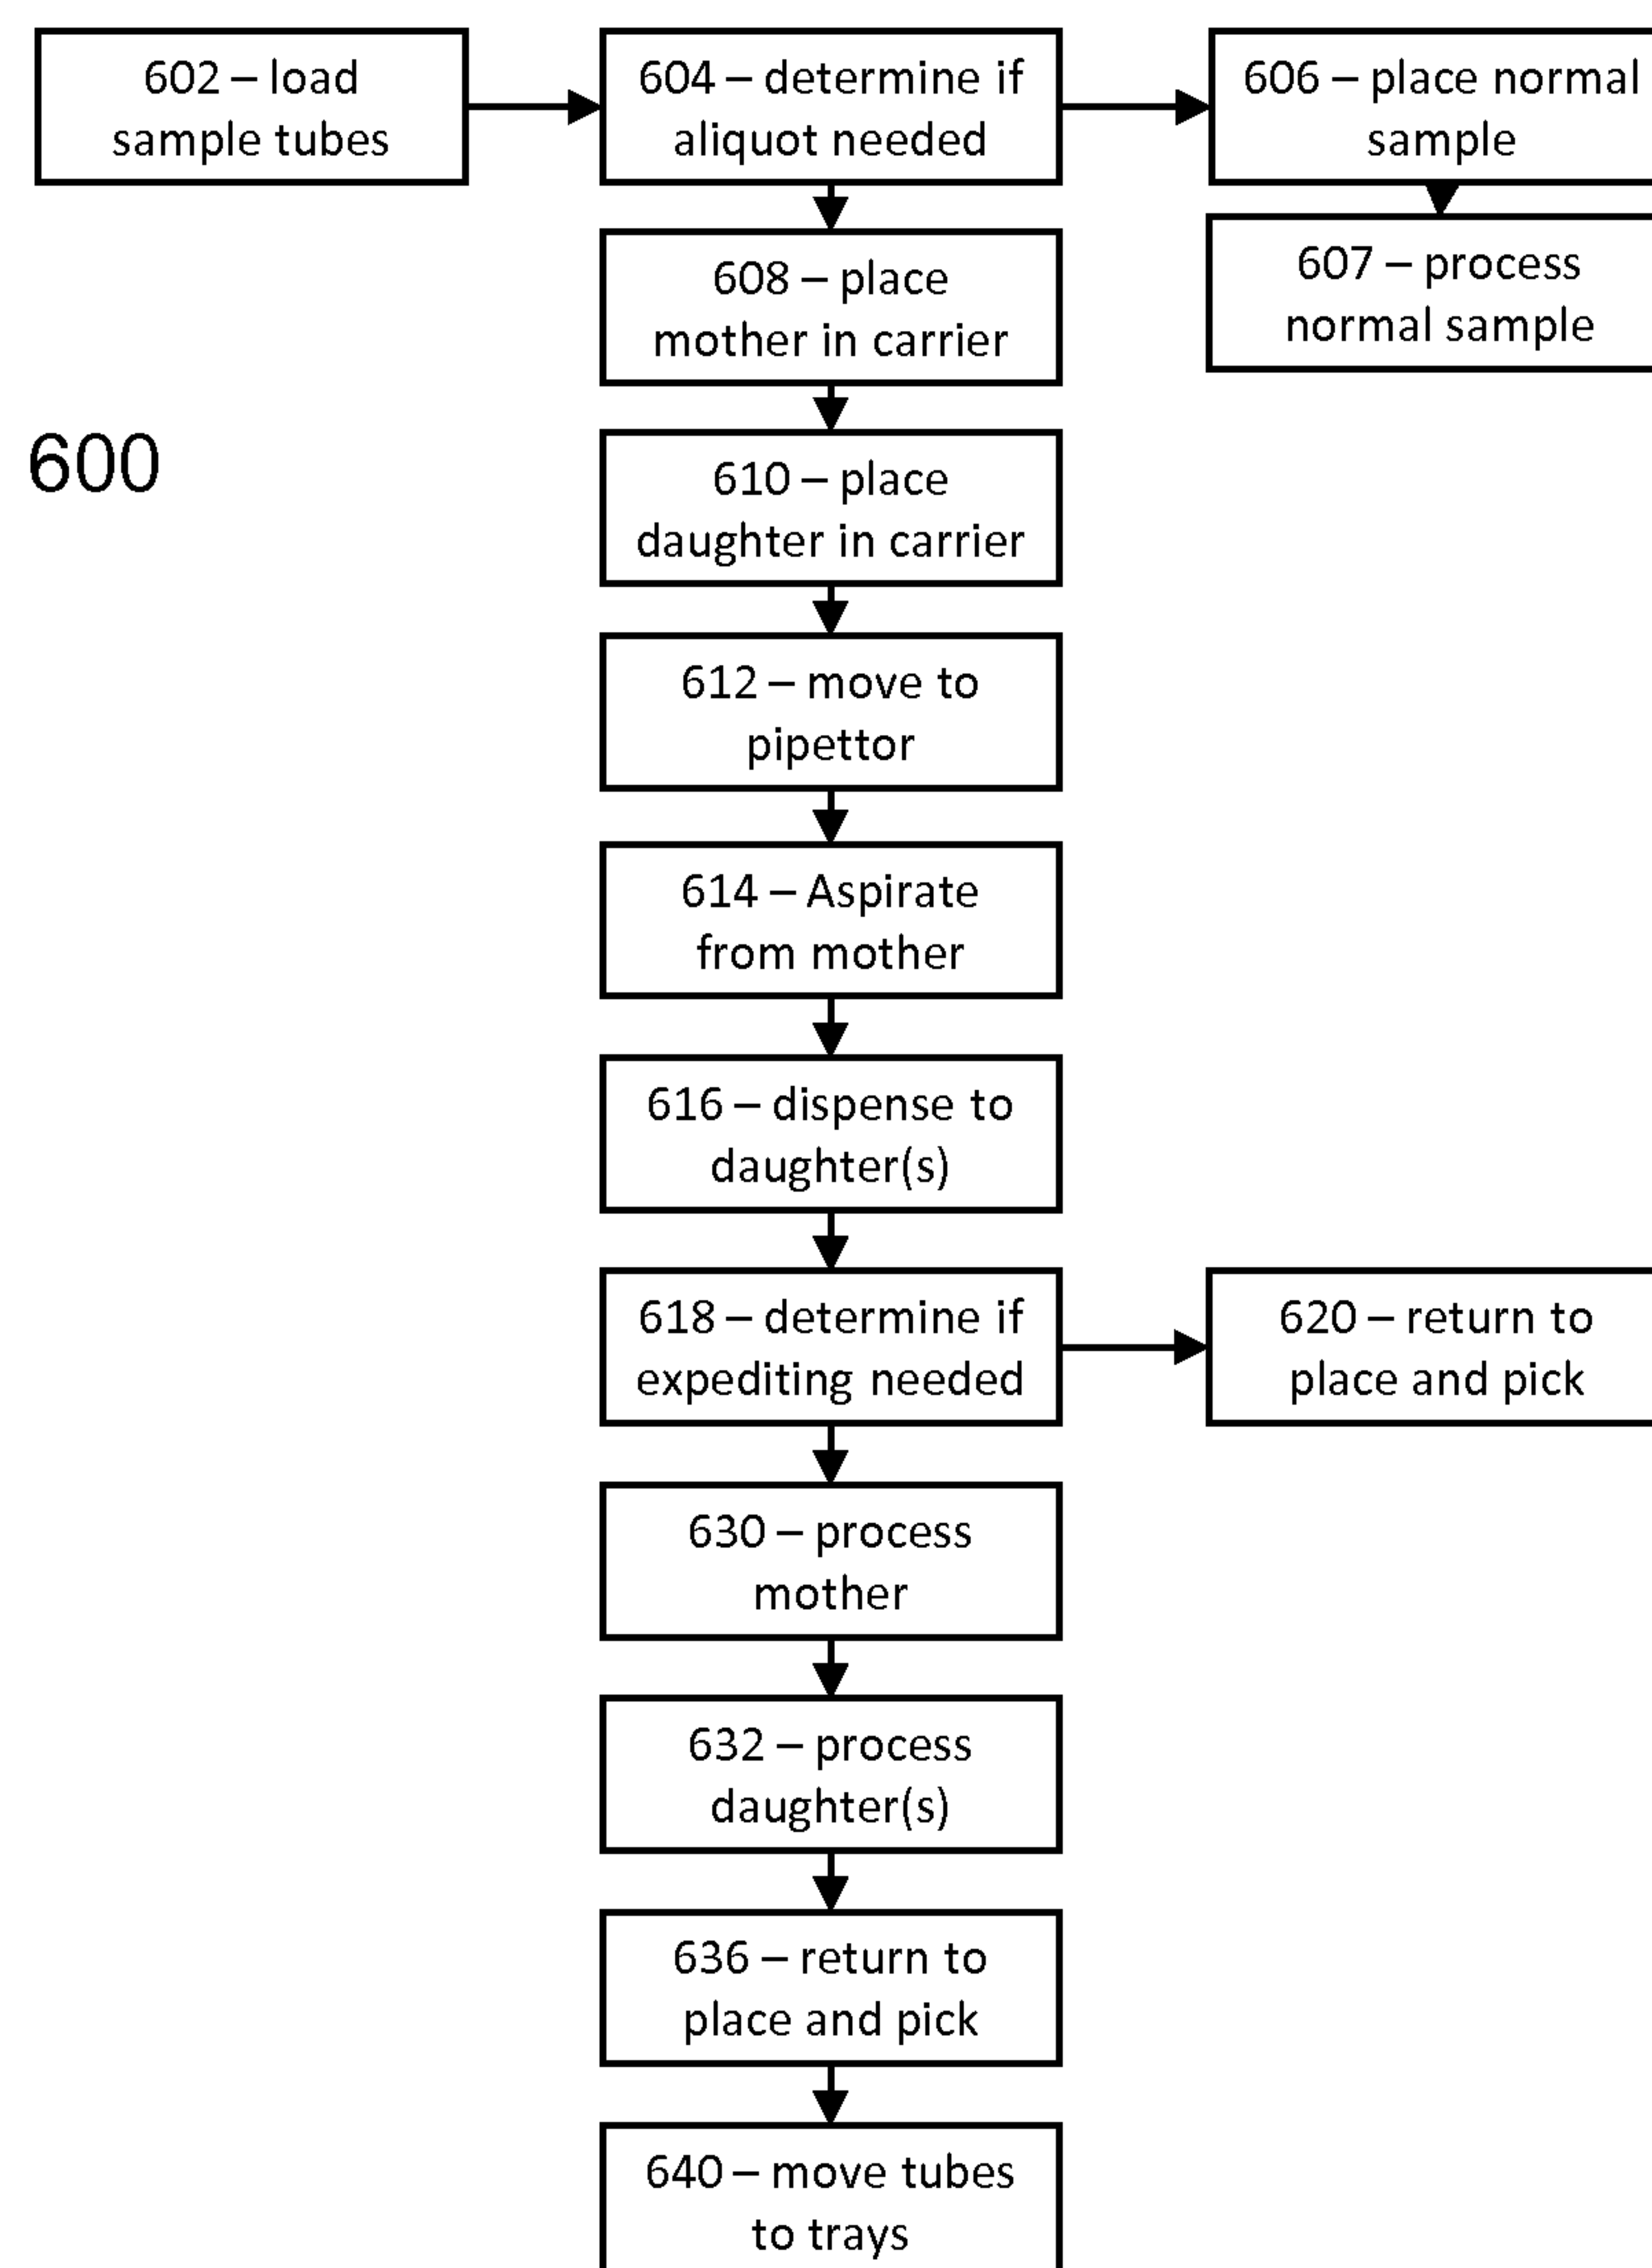 602 – load
sample tubes
604 – determine if
aliquot needed
606 – place normal
sample
607 – process
normal sample
608 – place
mother in carrier
600
610 – place
daughter in carrier
612 – move to
pipettor
614 – Aspirate
from mother
616 – dispense to
daughter(s)
618 – determine if
expediting needed
620 – return to
place and pick
630 – process
mother
632 – process
daughter(s)
636 – return to
place and pick
640 – move tubes
to trays